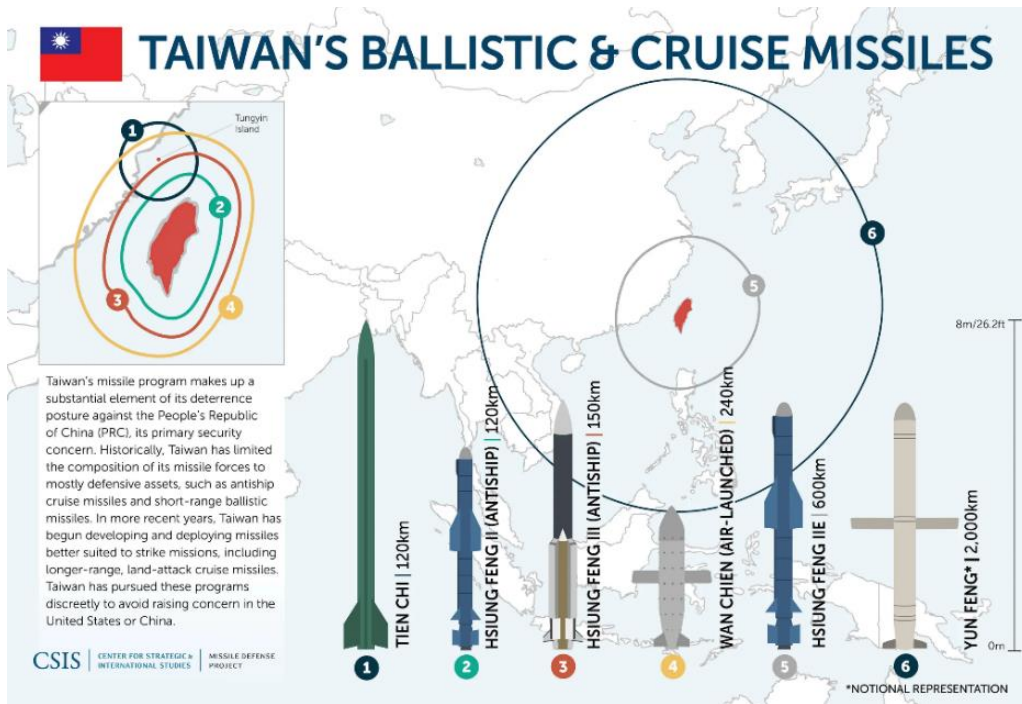 TAIWAN'S BALLISTIC & CRUISE MISSILES
1
Tungyin
Island
2
3
4
6
5
8m/26.2ft
Taiwan's missile program makes up a
substantial element of its deterrence
posture against the People's Republic
of China (PRC), its primary security
concern. Historically, Taiwan has limited
the composition of its missile forces to
mostly defensive assets, such as antiship
cruise missiles and short-range ballistic
missiles. In more recent years, Taiwan has
begun developing and deploying missiles
better suited to strike missions, including
longer-range, land-attack cruise missiles.
Taiwan has pursued these programs
discreetly to avoid raising concern in the
United States or China.
TIEN CHI | 120km
HSIUNG FENG II (ANTISHIP) | 120km
HSIUNG FENG III (ANTISHIP) | 150km
WAN CHIEN (AIR-LAUNCHED) | 240km
HSIUNG FENG IIE | 600km
YUN FENG* | 2,000km
0m
CSIS | CENTER FOR STRATEGIC &
INTERNATIONAL STUDIES | MISSILE DEFENSE
PROJECT
1
2
3
4
5
6
*NOTIONAL REPRESENTATION